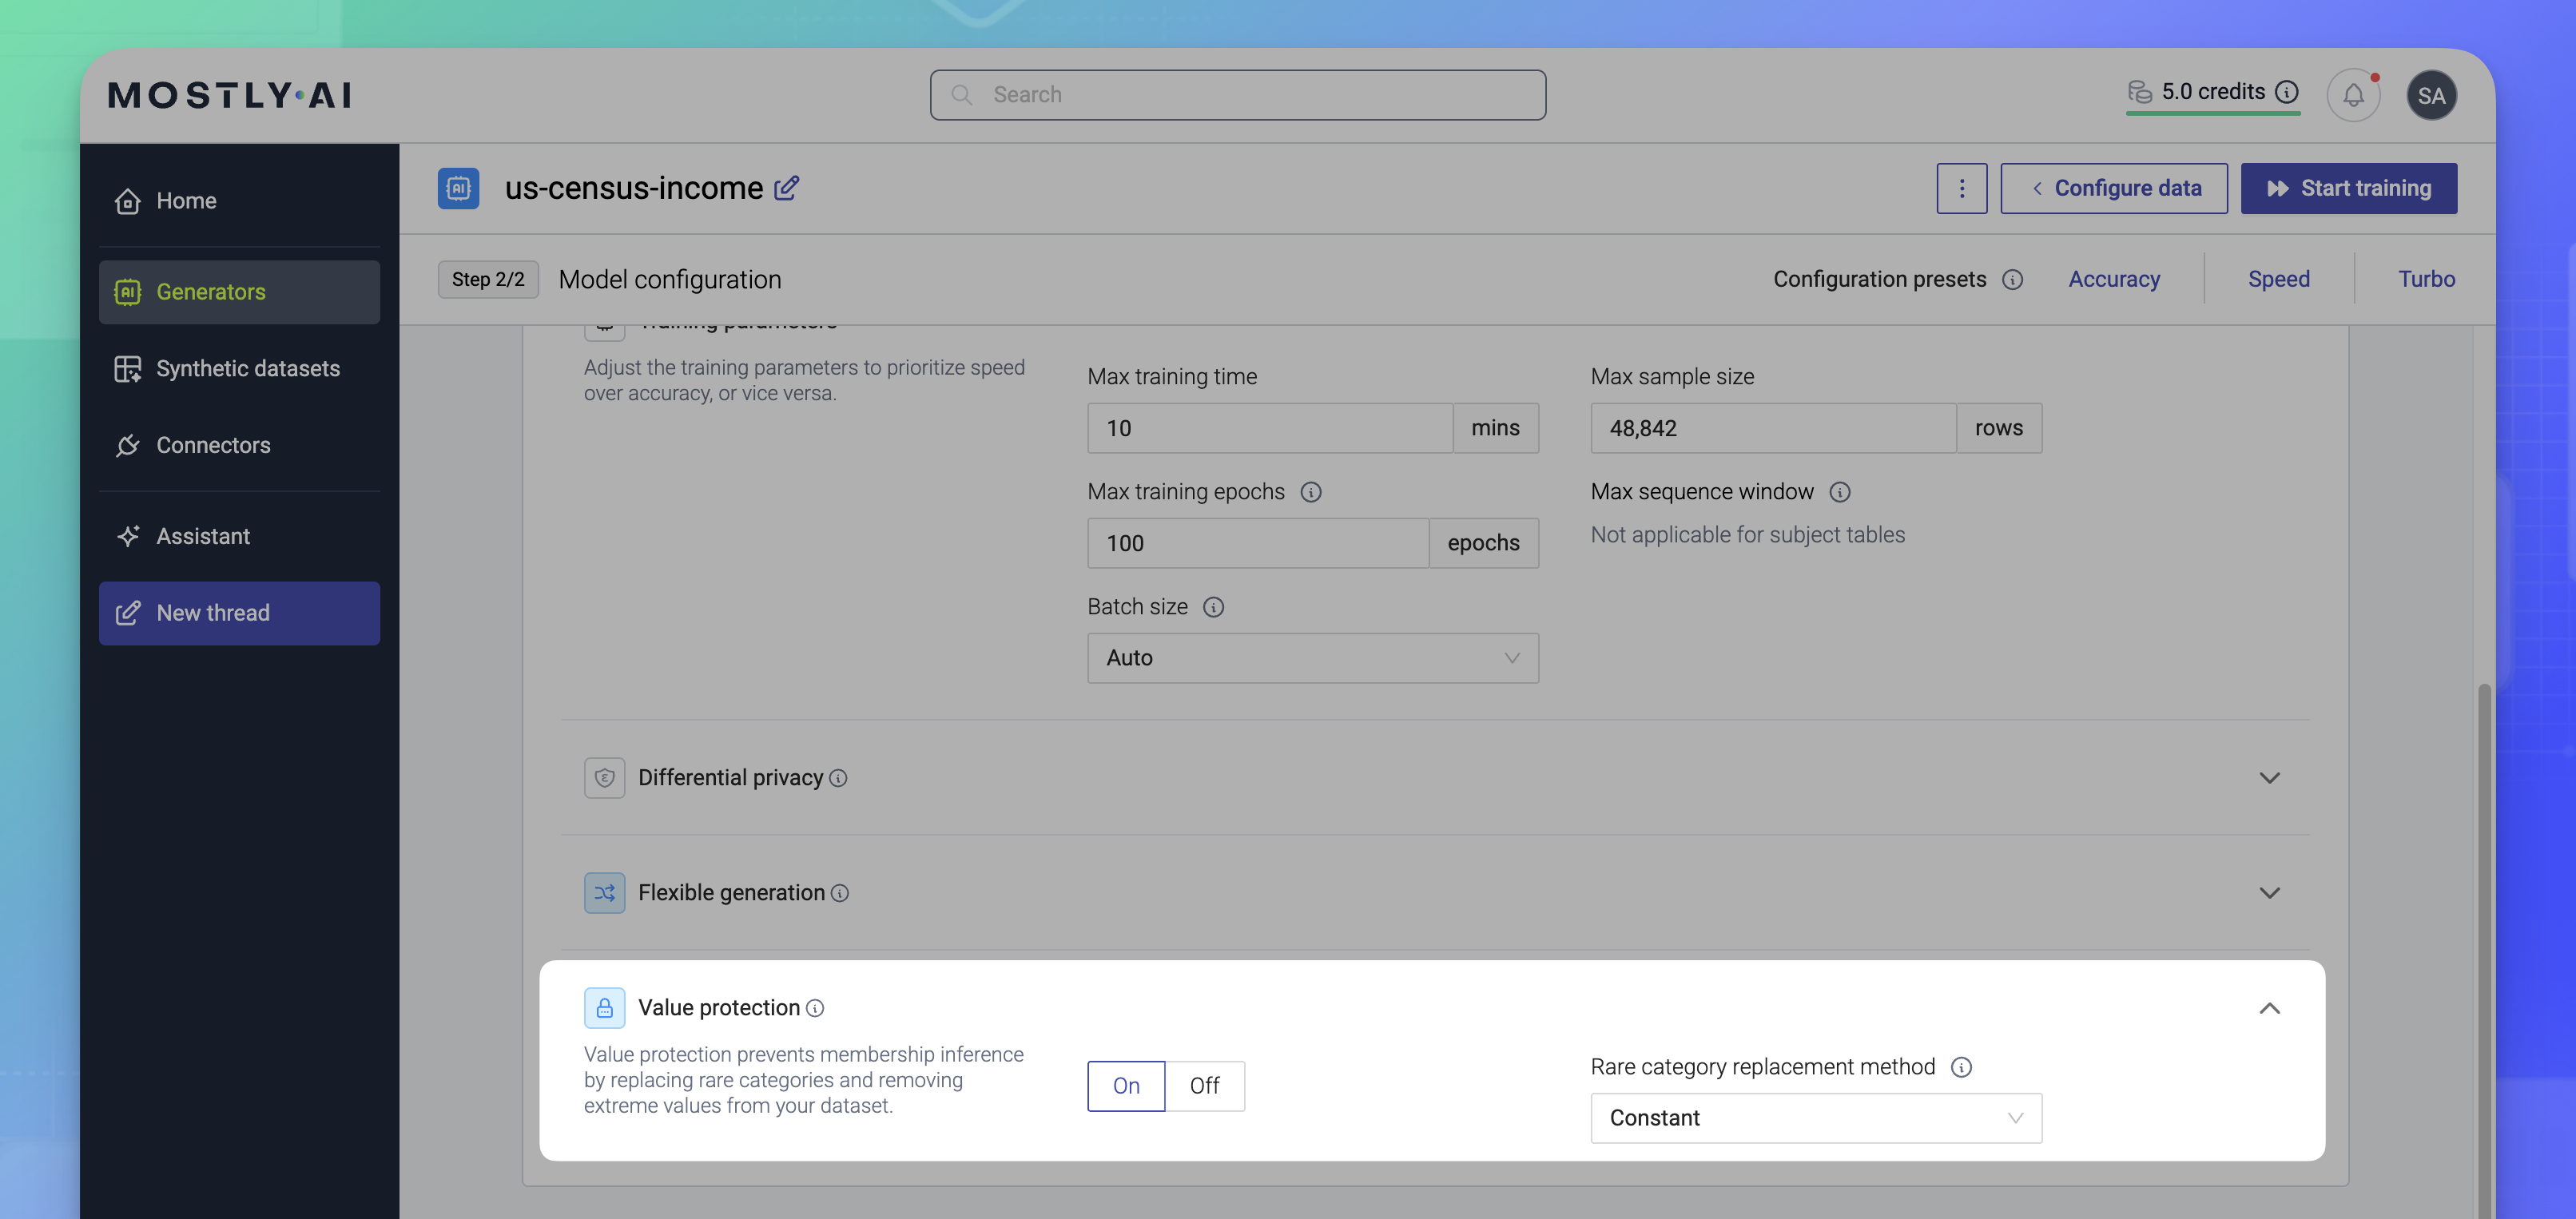 MOSTLY·AI
Search
5.0 credits
SA
Home
Generators
Synthetic datasets
Connectors
Assistant
New thread
us-census-income
Configure data
Start training
Step 2/2
Model configuration
Configuration presets
Accuracy
Speed
Turbo
Training parameters
Adjust the training parameters to prioritize speed
over accuracy, or vice versa.
Max training time
10 mins
Max sample size
48,842 rows
Max training epochs
100 epochs
Max sequence window
Not applicable for subject tables
Batch size
Auto
Differential privacy
Flexible generation
Value protection
Value protection prevents membership inference
by replacing rare categories and removing
extreme values from your dataset.
On
Off
Rare category replacement method
Constant